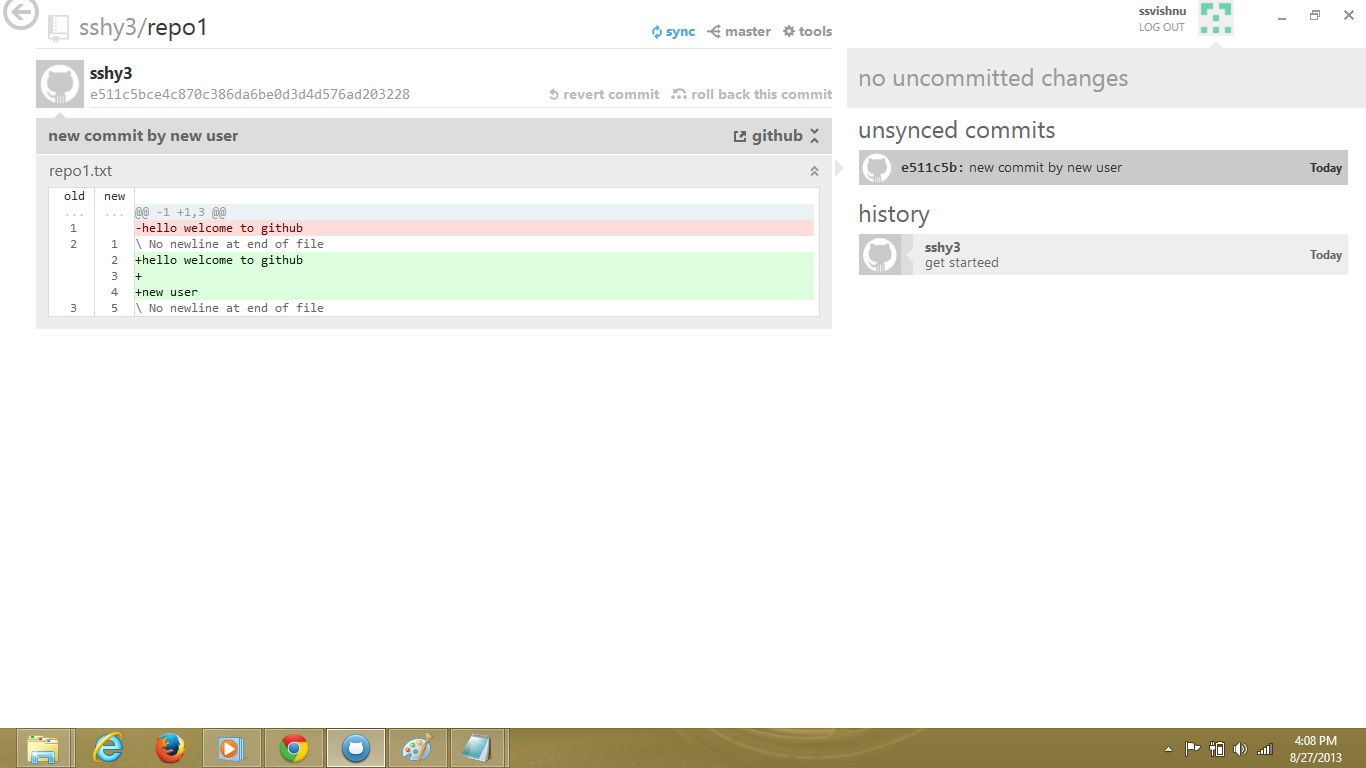 sshy3/repo1
sync master tools
ssvishnu
LOG OUT
sshy3
e511c5bce4c870c386da6be0d3d4d576ad203228
revert commit roll back this commit
new commit by new user
github
repo1.txt
old new
... ... @@ -1 +1,3 @@
1 -hello welcome to github
2 1 \ No newline at end of file
2 +hello welcome to github
3 +
4 +new user
3 5 \ No newline at end of file
no uncommitted changes
unsynced commits
e511c5b: new commit by new user Today
history
sshy3
get starteed
Today
4:08 PM
8/27/2013